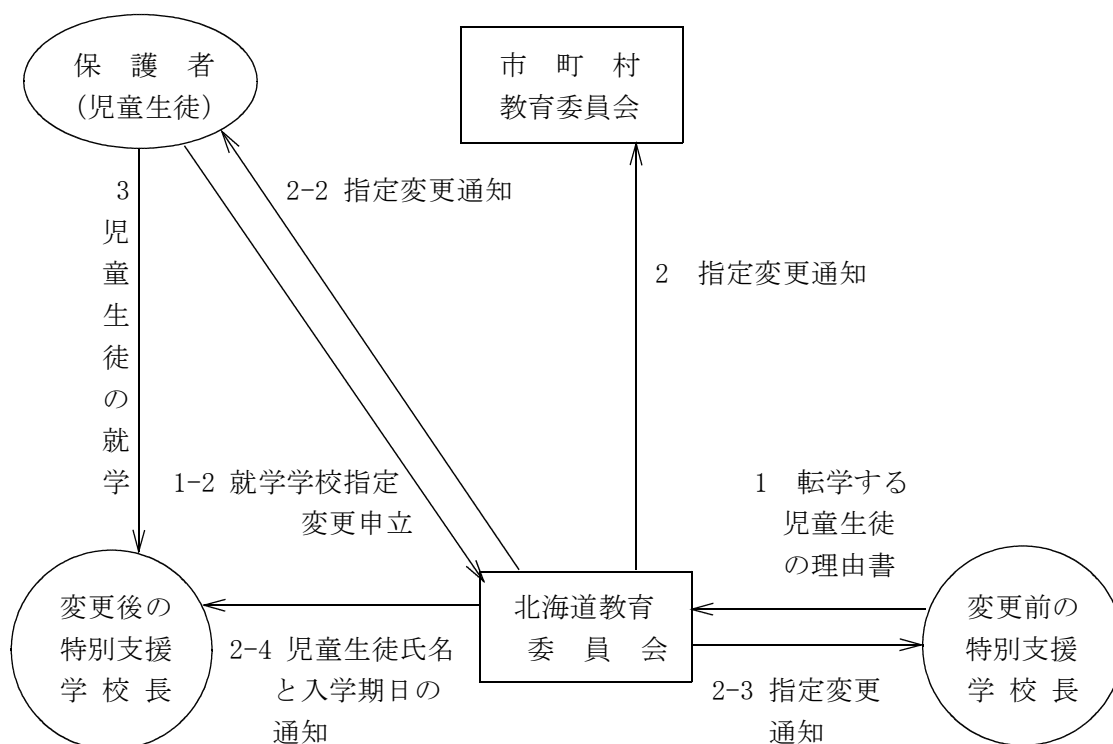 保護者
(児童生徒)
市町村
教育委員会
2-2 指定変更通知
3
児童生徒の就学
2 指定変更通知
1-2 就学学校指定
変更申立
1 転学する
児童生徒
の理由書
変更後の
特別支援
学校長
北海道教育
委員会
変更前の
特別支援
学校長
2-4 児童生徒氏名
と入学期日の
通知
2-3 指定変更
通知